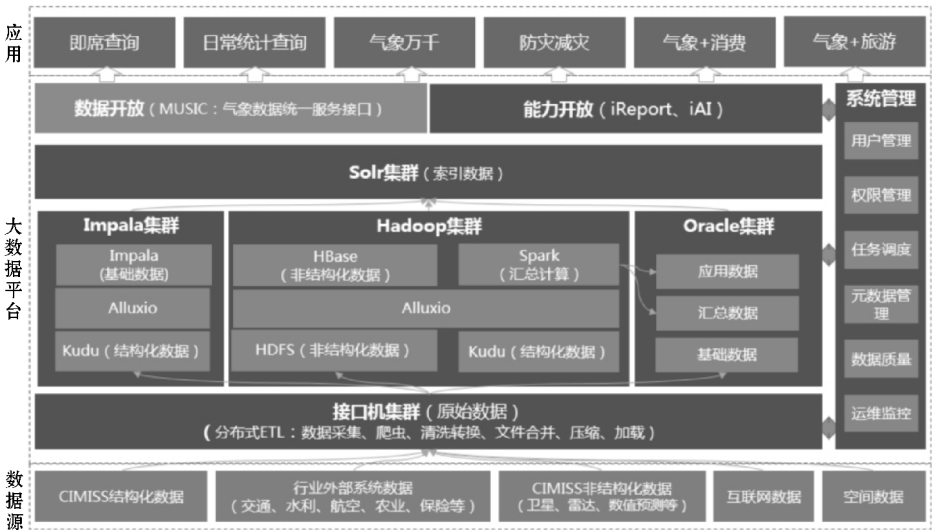 应用
即席查询
日常统计查询
气象万千
防灾减灾
气象+消费
气象+旅游
大数据平台
数据开放（MUSIC：气象数据统一服务接口）
能力开放（iReport、iAI）
Solr集群（索引数据）
Impala集群
Impala
(基础数据)
Alluxio
Kudu（结构化数据）
Hadoop集群
HBase
（非结构化数据）
Spark
（汇总计算）
Alluxio
HDFS（非结构化数据）
Kudu（结构化数据）
Oracle集群
应用数据
汇总数据
基础数据
接口机集群（原始数据）
（分布式ETL：数据采集、爬虫、清洗转换、文件合并、压缩、加载）
系统管理
用户管理
权限管理
任务调度
元数据管
理
数据质量
运维监控
数据源
CIMISS结构化数据
行业外部系统数据
（交通、水利、航空、农业、保险等）
CIMISS非结构化数据
（卫星、雷达、数值预测等）
互联网数据
空间数据